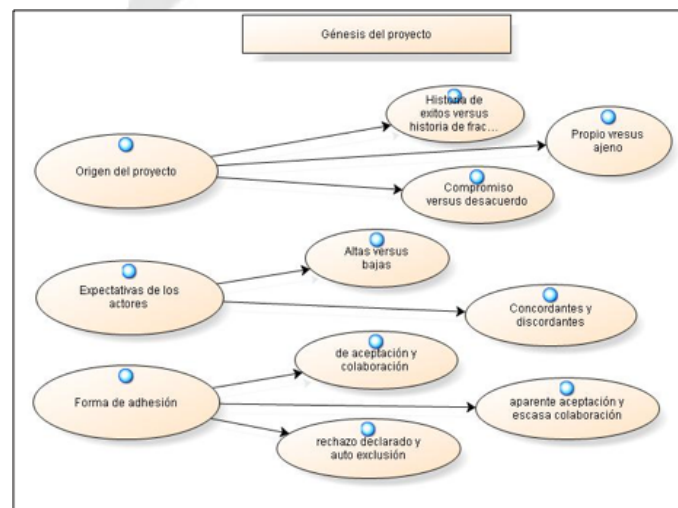 Génesis del proyecto
Historia de
exitos versus
historia de frac...
Propio vresus
ajeno
Origen del proyecto
Compromiso
versus desacuerdo
Altas versus
bajas
Expectativas de los
actores
Concordantes y
discordantes
de aceptación y
colaboración
Forma de adhesión
aparente aceptación y
escasa colaboración
rechazo declarado y
auto exclusión